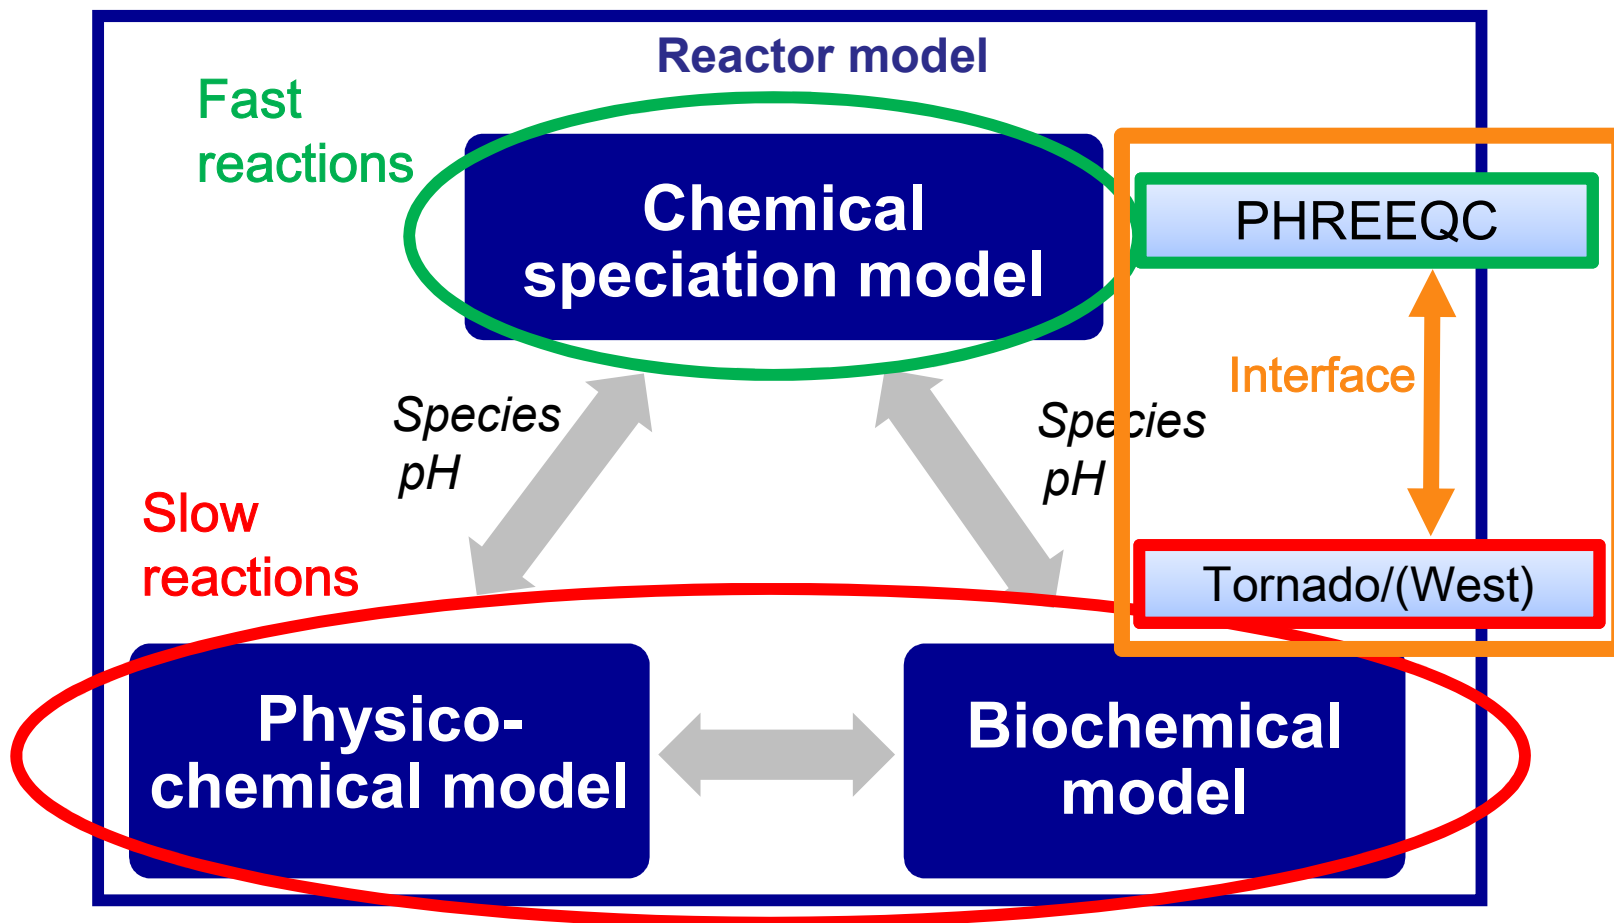 Reactor model
Fast
reactions
Chemical
speciation model
PHREEQC
Interface
Species
pH
Species
pH
Slow
reactions
Tornado/(West)
Physico-
chemical model
Biochemical
model